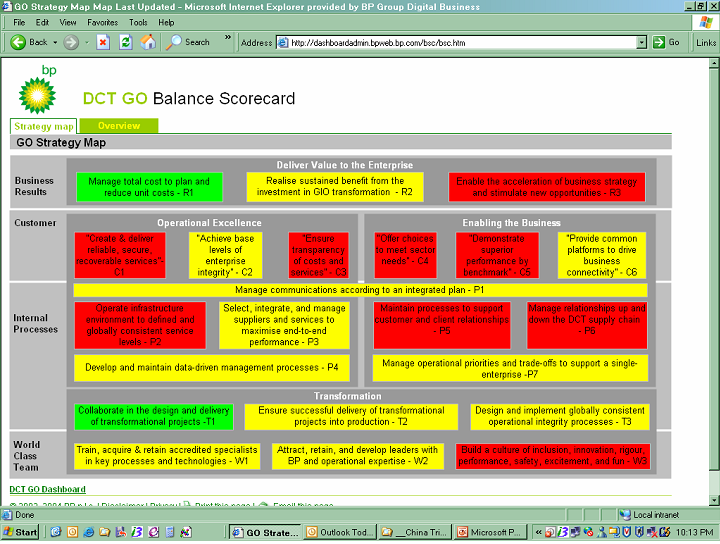 GO Strategy Map Map Last Updated - Microsoft Internet Explorer provided by BP Group Digital Business
File Edit View Favorites Tools Help
Back Search Address http://dashboardadmin.bpweb.bp.com/bsc/bsc.htm Go Links
bp
DCT GO Balance Scorecard
Strategy map Overview
GO Strategy Map
Deliver Value to the Enterprise
Business
Results
Manage total cost to plan and
reduce unit costs - R1
Realise sustained benefit from the
investment in GIO transformation - R2
Enable the acceleration of business strategy
and stimulate new opportunities - R3
Customer
Operational Excellence
Enabling the Business
"Create & deliver
reliable, secure,
recoverable services"-
C1
"Achieve base
levels of
enterprise
integrity" - C2
"Ensure
transparency
of costs and
services" - C3
"Offer choices
to meet sector
needs" - C4
"Demonstrate
superior
performance by
benchmark" - C5
"Provide common
platforms to drive
business
connectivity" - C6
Manage communications according to an integrated plan - P1
Internal
Processes
Operate infrastructure
environment to defined and
globally consistent service
levels - P2
Select, integrate, and manage
suppliers and services to
maximise end-to-end
performance - P3
Maintain processes to support
customer and client relationships
- P5
Manage relationships up and
down the DCT supply chain -
P6
Develop and maintain data-driven management processes - P4
Manage operational priorities and trade-offs to support a single-
enterprise -P7
Transformation
Collaborate in the design and delivery
of transformational projects -T1
Ensure successful delivery of transformational
projects into production - T2
Design and implement globally consistent
operational integrity processes - T3
World
Class
Team
Train, acquire & retain accredited specialists
in key processes and technologies - W1
Attract, retain, and develop leaders with
BP and operational expertise - W2
Build a culture of inclusion, innovation, rigour,
performance, safety, excitement, and fun - W3
DCT GO Dashboard
Done Local intranet
Start GO Strate... Outlook Tod... __China Tri... Microsoft P... 10:13 PM